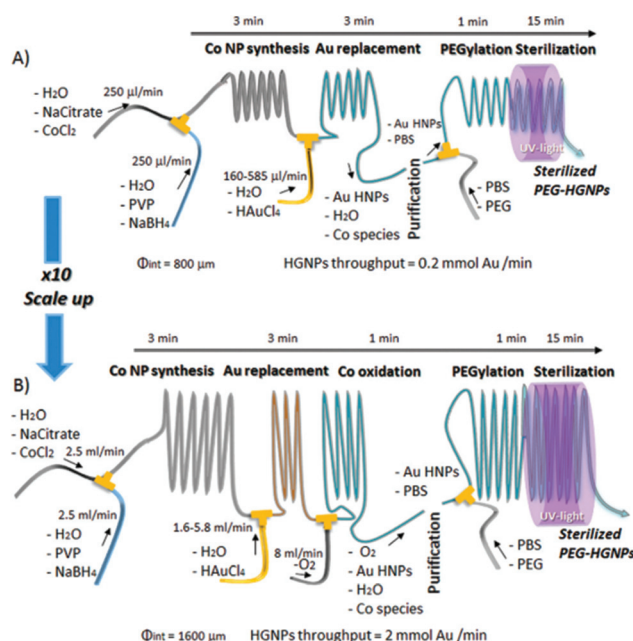 3 min 3 min 1 min 15 min
Co NP synthesis Au replacement PEGylation Sterilization
A)
- H₂O
- NaCitrate
- CoCl₂
250 µl/min
250 µl/min
- H₂O
- PVP
- NaBH₄
160-585 µl/min
- H₂O
- HAuCl₄
- Au HNPs
- H₂O
- Co species
- Au HNPs
- PBS
Purification
- PBS
- PEG
UV-light
Sterilized
PEG-HGNPs
Φint = 800 µm HGNPs throughput = 0.2 mmol Au /min
x10
Scale up
3 min 3 min 1 min 1 min 15 min
B)
Co NP synthesis Au replacement Co oxidation PEGylation Sterilization
- H₂O
- NaCitrate
- CoCl₂
2.5 ml/min
2.5 ml/min
- H₂O
- PVP
- NaBH₄
1.6-5.8 ml/min
- H₂O
- HAuCl₄
8 ml/min
-O₂
- O₂
- Au HNPs
- H₂O
- Co species
- Au HNPs
- PBS
Purification
- PBS
- PEG
UV-light
Sterilized
PEG-HGNPs
Φint = 1600 µm HGNPs throughput = 2 mmol Au /min